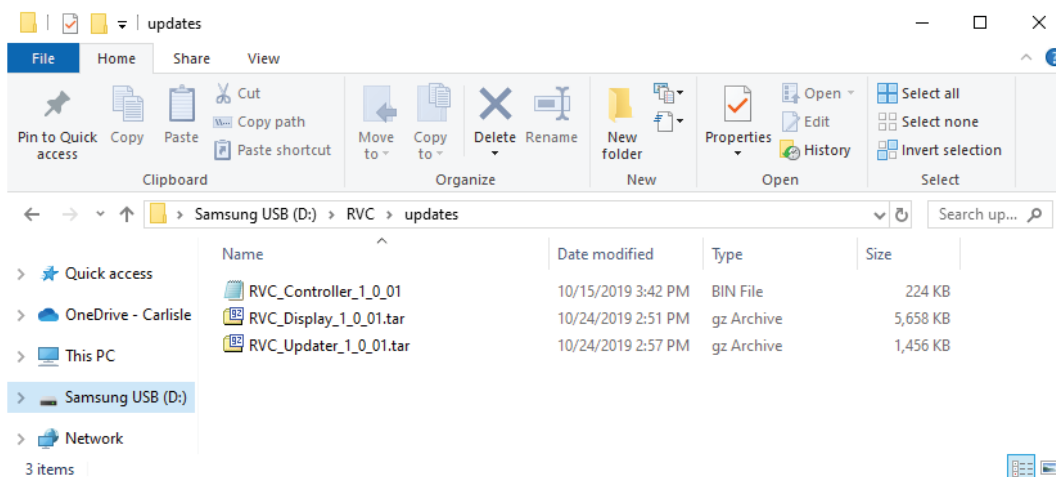 updates
File Home Share View
Pin to Quick access
Copy
Paste
Cut
Copy path
Paste shortcut
Clipboard
Move to
Copy to
Delete
Rename
Organize
New folder
New
Properties
Open
Edit
History
Open
Select all
Select none
Invert selection
Select
Samsung USB (D:) > RVC > updates
Search up...
Name Date modified Type Size
Quick access
OneDrive - Carlisle
This PC
Samsung USB (D:)
Network
RVC_Controller_1_0_01 10/15/2019 3:42 PM BIN File 224 KB
RVC_Display_1_0_01.tar 10/24/2019 2:51 PM gz Archive 5,658 KB
RVC_Updater_1_0_01.tar 10/24/2019 2:57 PM gz Archive 1,456 KB
3 items